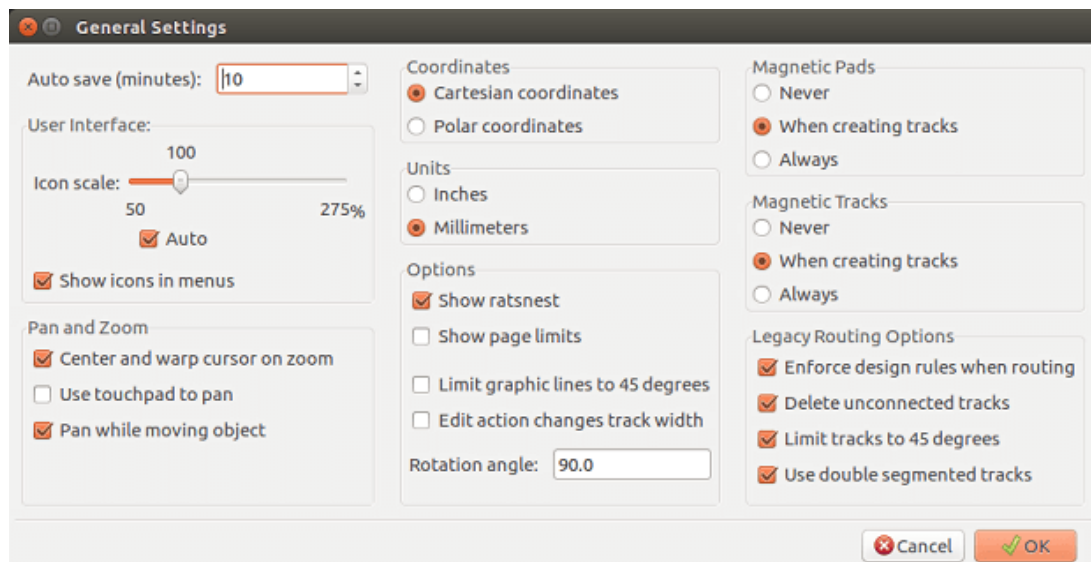 General Settings
Auto save (minutes): 10
User Interface:
100
Icon scale:
50 275%
Auto
Show icons in menus
Pan and Zoom
Center and warp cursor on zoom
Use touchpad to pan
Pan while moving object
Coordinates
Cartesian coordinates
Polar coordinates
Units
Inches
Millimeters
Options
Show ratsnest
Show page limits
Limit graphic lines to 45 degrees
Edit action changes track width
Rotation angle: 90.0
Magnetic Pads
Never
When creating tracks
Always
Magnetic Tracks
Never
When creating tracks
Always
Legacy Routing Options
Enforce design rules when routing
Delete unconnected tracks
Limit tracks to 45 degrees
Use double segmented tracks
Cancel OK